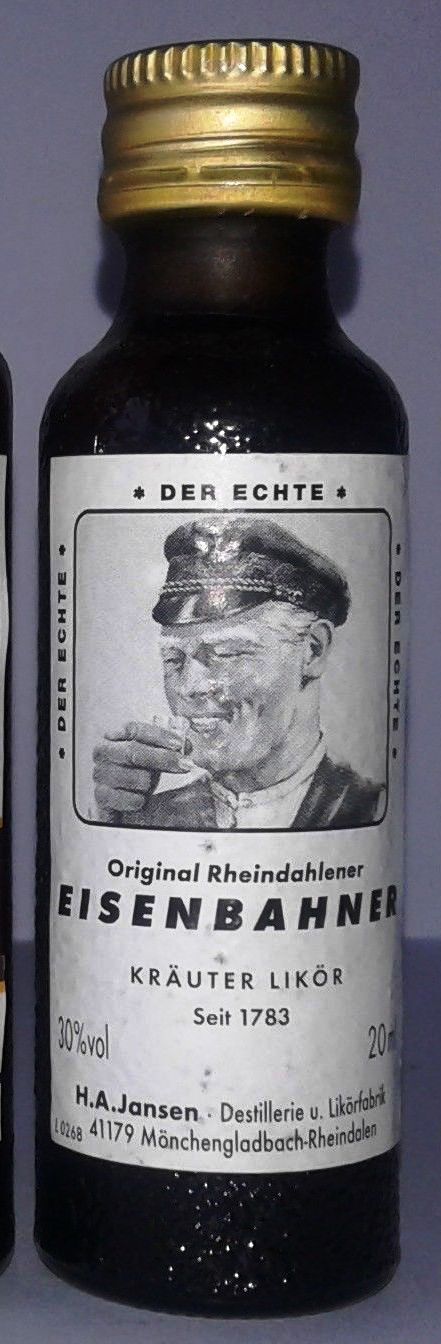 * DER ECHTE *
* DER ECHTE *
* DER ECHTE *
Original Rheindahlener
EISENBAHNER
KRÄUTER LIKÖR
Seit 1783
30%vol
20ml
H.A.Jansen · Destillerie u. Likörfabrik
L0268 41179 Mönchengladbach-Rheindalen